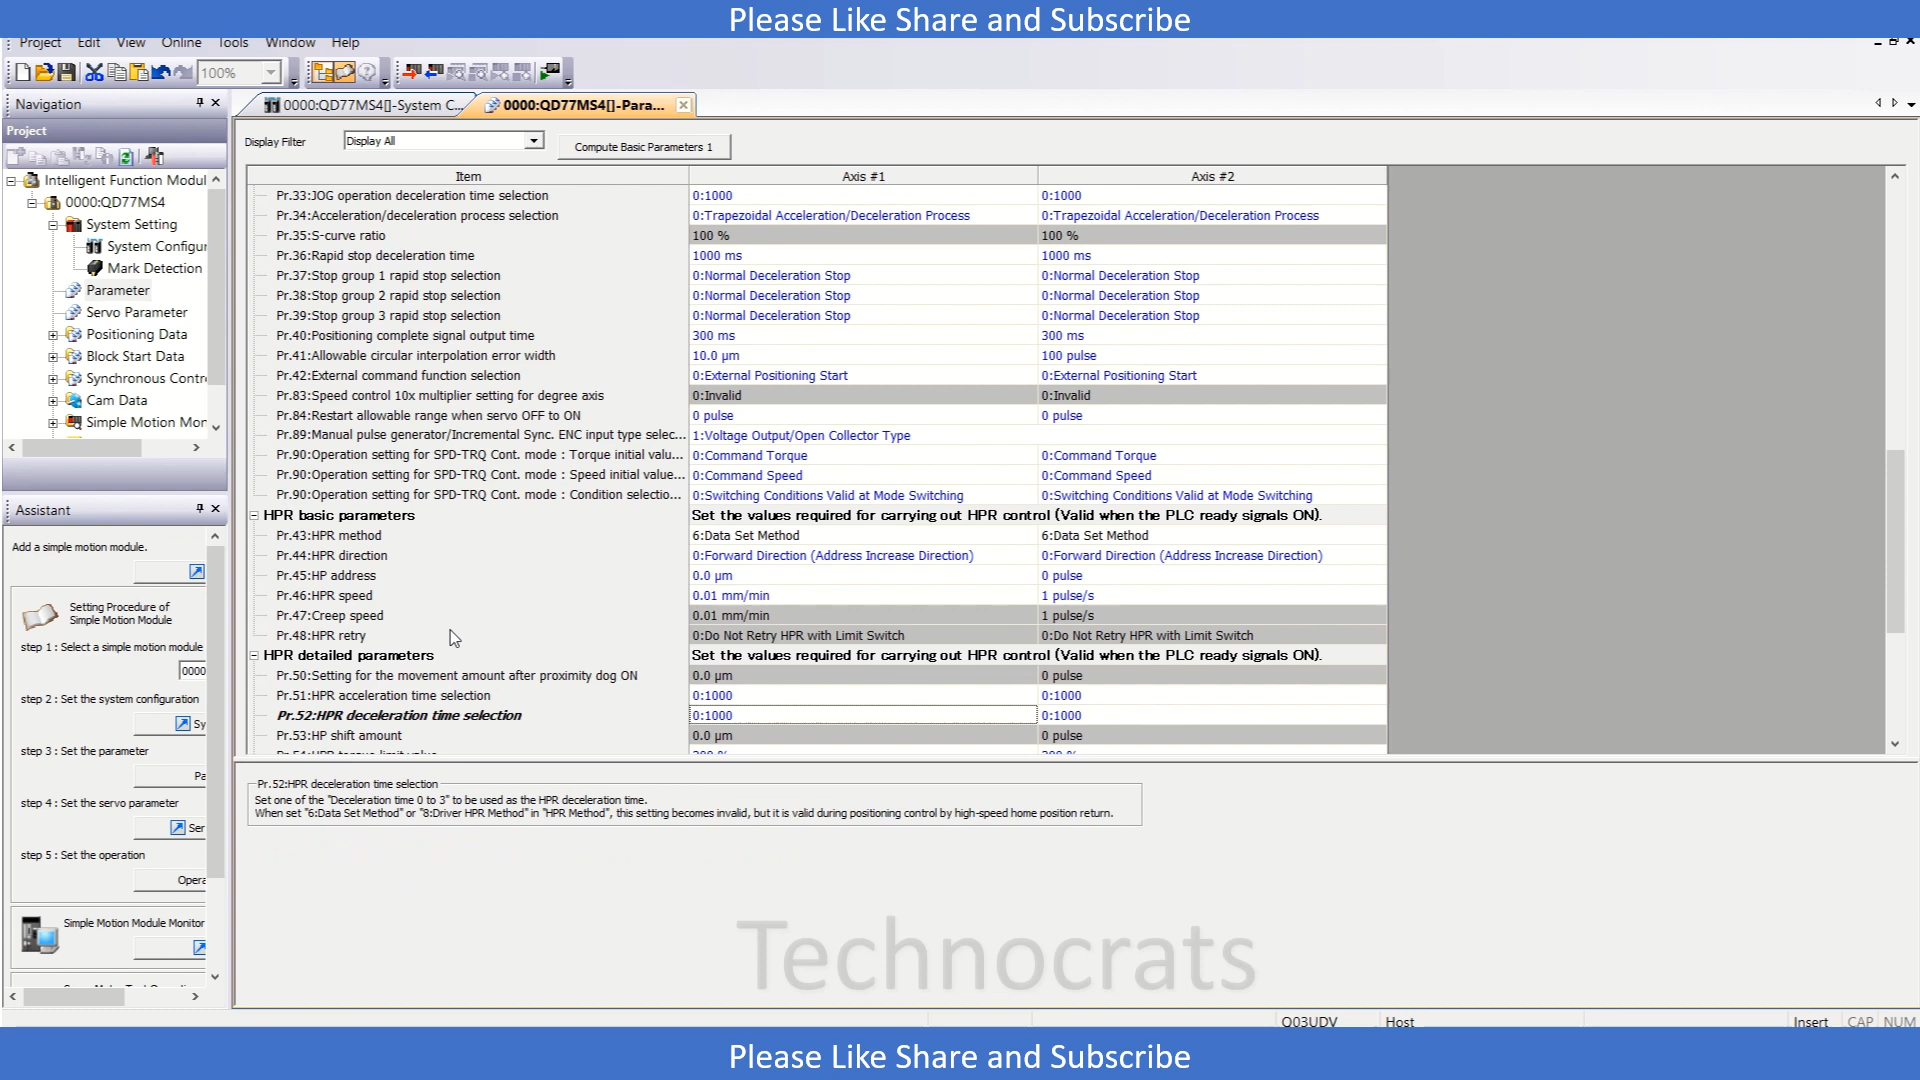 Please Like Share and Subscribe
Project Edit View Online Tools Window Help
100%
Navigation
0000:QD77MS4[]-System C...
0000:QD77MS4[]-Para...
Project
Display Filter
Display All
Compute Basic Parameters 1
Intelligent Function Modul
0000:QD77MS4
System Setting
System Configur
Mark Detection
Parameter
Servo Parameter
Positioning Data
Block Start Data
Synchronous Contr
Cam Data
Simple Motion Mor
Item Axis #1 Axis #2
Pr.33:JOG operation deceleration time selection 0:1000 0:1000
Pr.34:Acceleration/deceleration process selection 0:Trapezoidal Acceleration/Deceleration Process 0:Trapezoidal Acceleration/Deceleration Process
Pr.35:S-curve ratio 100 % 100 %
Pr.36:Rapid stop deceleration time 1000 ms 1000 ms
Pr.37:Stop group 1 rapid stop selection 0:Normal Deceleration Stop 0:Normal Deceleration Stop
Pr.38:Stop group 2 rapid stop selection 0:Normal Deceleration Stop 0:Normal Deceleration Stop
Pr.39:Stop group 3 rapid stop selection 0:Normal Deceleration Stop 0:Normal Deceleration Stop
Pr.40:Positioning complete signal output time 300 ms 300 ms
Pr.41:Allowable circular interpolation error width 10.0 µm 100 pulse
Pr.42:External command function selection 0:External Positioning Start 0:External Positioning Start
Pr.83:Speed control 10x multiplier setting for degree axis 0:Invalid 0:Invalid
Pr.84:Restart allowable range when servo OFF to ON 0 pulse 0 pulse
Pr.89:Manual pulse generator/Incremental Sync. ENC input type selec... 1:Voltage Output/Open Collector Type
Pr.90:Operation setting for SPD-TRQ Cont. mode : Torque initial valu... 0:Command Torque 0:Command Torque
Pr.90:Operation setting for SPD-TRQ Cont. mode : Speed initial value... 0:Command Speed 0:Command Speed
Pr.90:Operation setting for SPD-TRQ Cont. mode : Condition selectio... 0:Switching Conditions Valid at Mode Switching 0:Switching Conditions Valid at Mode Switching
HPR basic parameters Set the values required for carrying out HPR control (Valid when the PLC ready signals ON).
Pr.43:HPR method 6:Data Set Method 6:Data Set Method
Pr.44:HPR direction 0:Forward Direction (Address Increase Direction) 0:Forward Direction (Address Increase Direction)
Pr.45:HP address 0.0 µm 0 pulse
Pr.46:HPR speed 0.01 mm/min 1 pulse/s
Pr.47:Creep speed 0.01 mm/min 1 pulse/s
Pr.48:HPR retry 0:Do Not Retry HPR with Limit Switch 0:Do Not Retry HPR with Limit Switch
HPR detailed parameters Set the values required for carrying out HPR control (Valid when the PLC ready signals ON).
Pr.50:Setting for the movement amount after proximity dog ON 0.0 µm 0 pulse
Pr.51:HPR acceleration time selection 0:1000 0:1000
Pr.52:HPR deceleration time selection 0:1000 0:1000
Pr.53:HP shift amount 0.0 µm 0 pulse
Assistant
Add a simple motion module.
Setting Procedure of
Simple Motion Module
step 1 : Select a simple motion module
0000
step 2 : Set the system configuration
Sy
step 3 : Set the parameter
Pa
step 4 : Set the servo parameter
Ser
step 5 : Set the operation
Opera
Simple Motion Module Monitor
Pr.52:HPR deceleration time selection
Set one of the "Deceleration time 0 to 3" to be used as the HPR deceleration time.
When set "6:Data Set Method" or "8:Driver HPR Method" in "HPR Method", this setting becomes invalid, but it is valid during positioning control by high-speed home position return.
Technocrats
Q03UDV Host Insert CAP NUM
Please Like Share and Subscribe